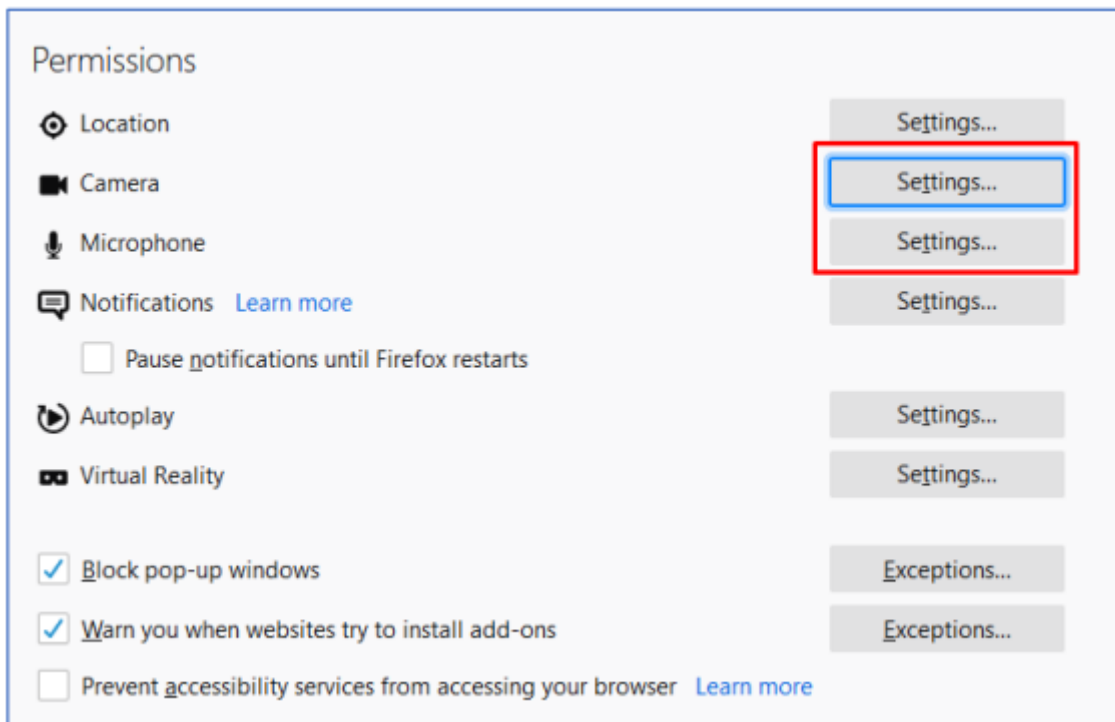 Permissions
Location Settings...
Camera Settings...
Microphone Settings...
Notifications Learn more Settings...
Pause notifications until Firefox restarts
Autoplay Settings...
Virtual Reality Settings...
Block pop-up windows Exceptions...
Warn you when websites try to install add-ons Exceptions...
Prevent accessibility services from accessing your browser Learn more